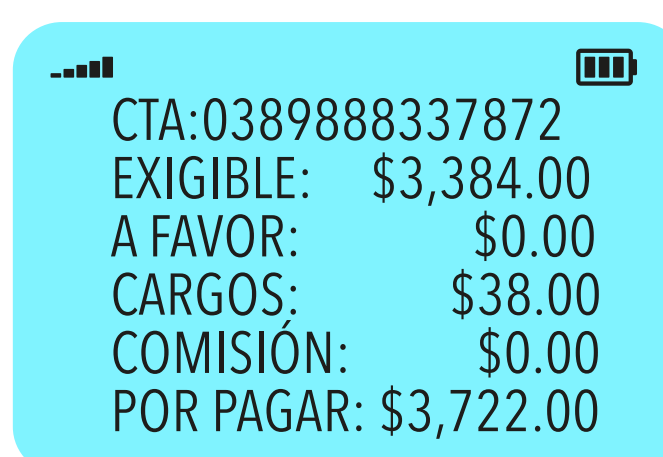 CTA:0389888337872
EXIGIBLE: $3,384.00
A FAVOR: $0.00
CARGOS: $38.00
COMISIÓN: $0.00
POR PAGAR: $3,722.00